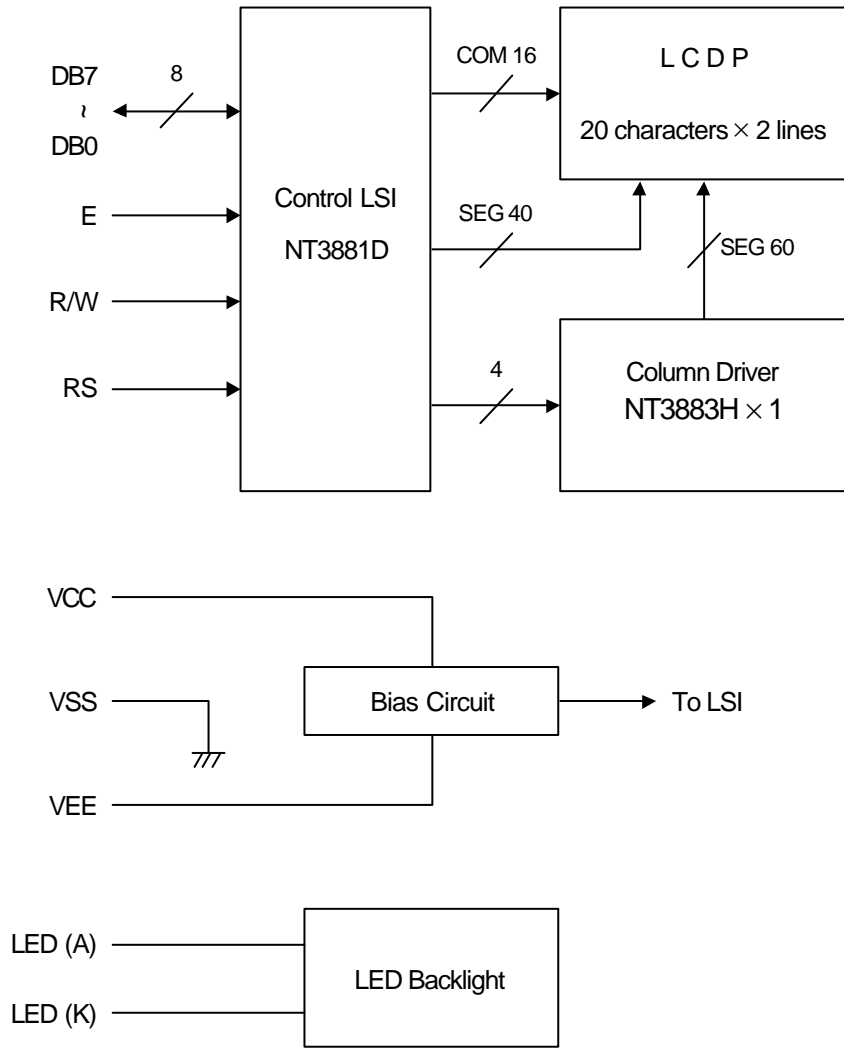 DB7
~
DB0
8
E
R/W
RS
Control LSI
NT3881D
COM 16
SEG 40
4
L C D P
20 characters × 2 lines
SEG 60
Column Driver
NT3883H × 1
VCC
VSS
VEE
Bias Circuit
To LSI
LED (A)
LED (K)
LED Backlight